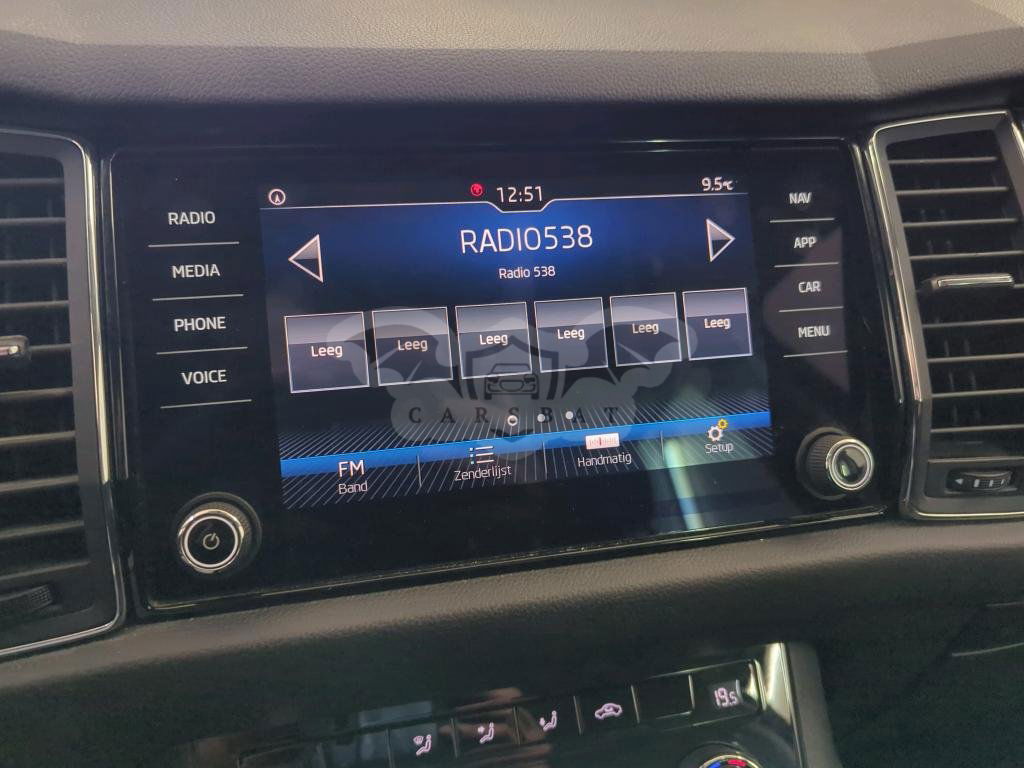 12:51
9.5°C
RADIO
MEDIA
PHONE
VOICE
RADIO538
Radio 538
Leeg
Leeg
Leeg
Leeg
Leeg
Leeg
CARSBAT
FM
Band
Zenderlijst
Handmatig
Setup
NAV
APP
CAR
MENU
19.5